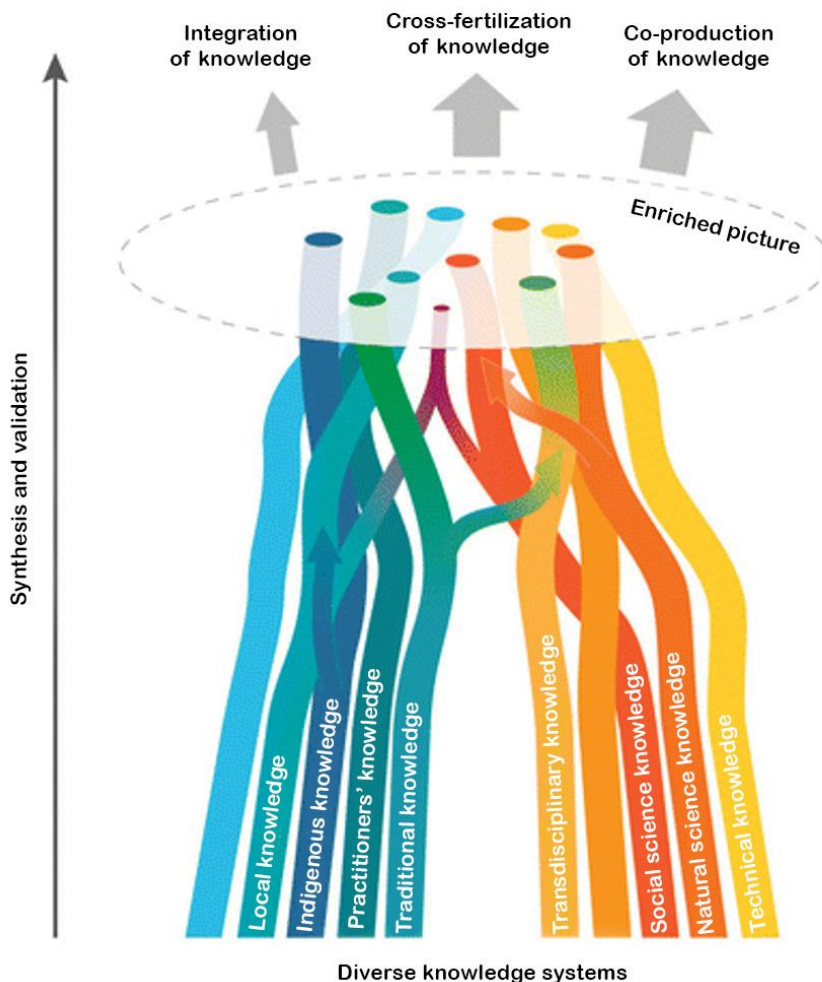 Integration
of knowledge
Cross-fertilization
of knowledge
Co-production
of knowledge
Enriched picture
Synthesis and validation
Local knowledge
Indigenous knowledge
Practitioners’ knowledge
Traditional knowledge
Transdisciplinary knowledge
Social science knowledge
Natural science knowledge
Technical knowledge
Diverse knowledge systems